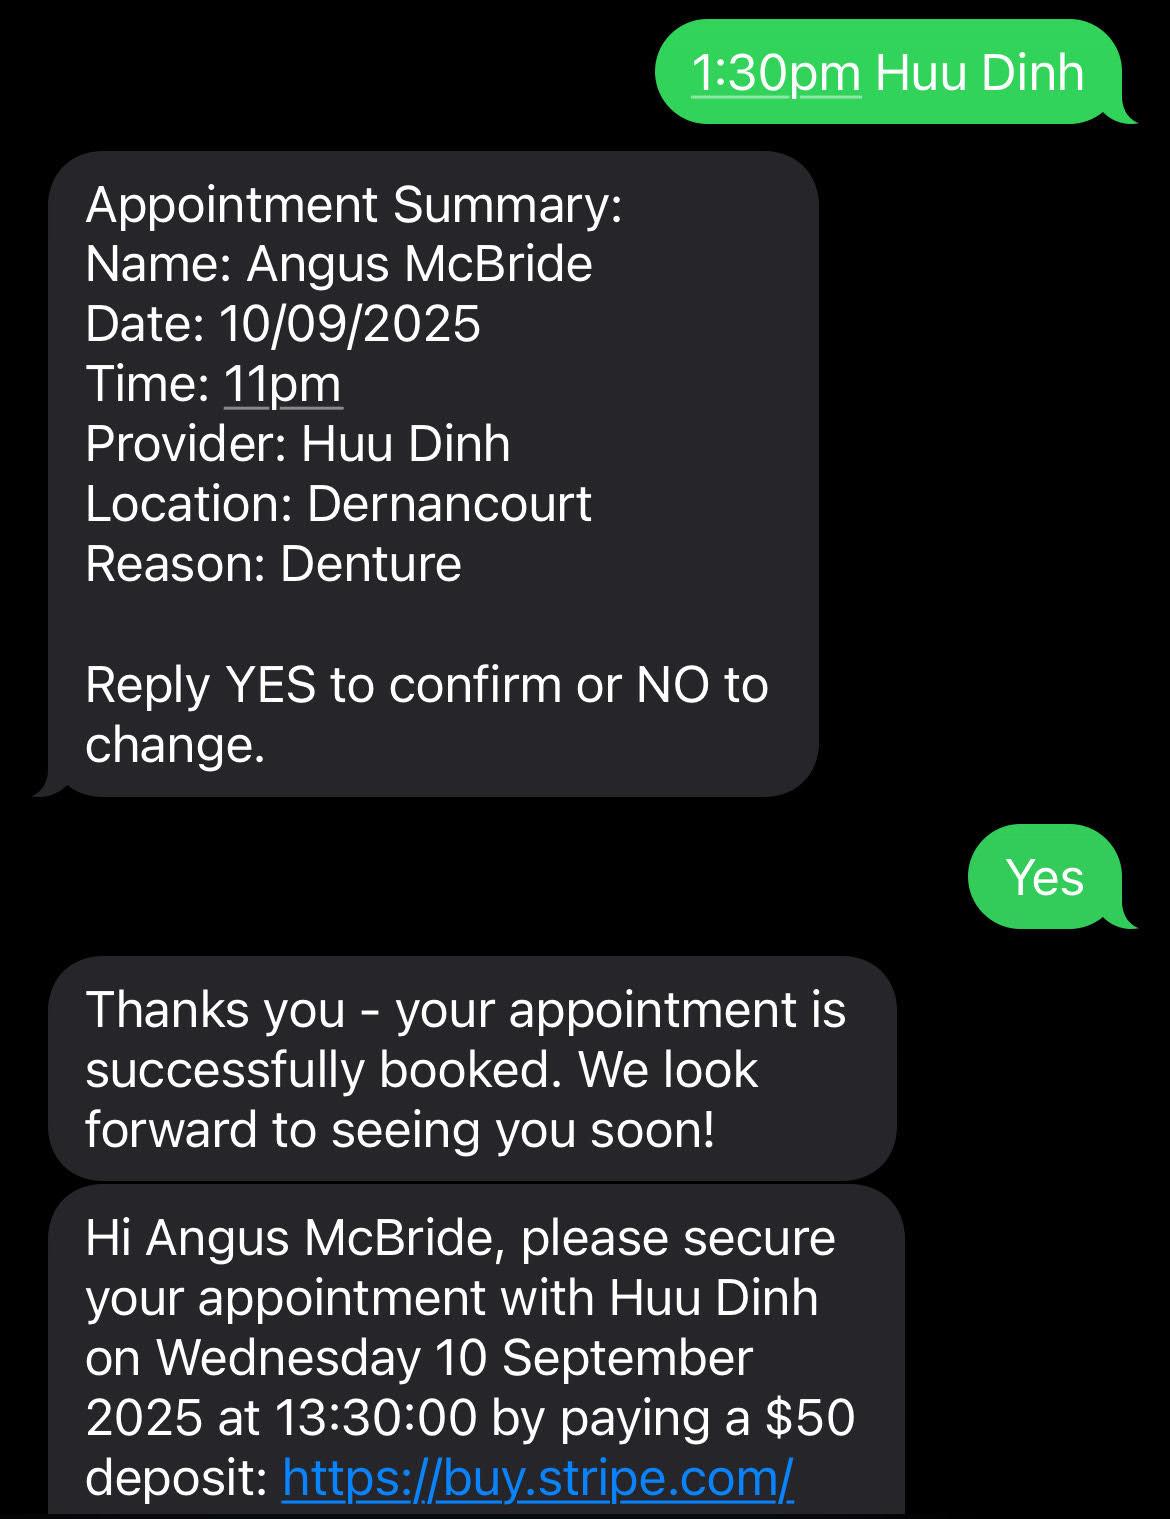 1:30pm Huu Dinh
Appointment Summary:
Name: Angus McBride
Date: 10/09/2025
Time: 11pm
Provider: Huu Dinh
Location: Dernancourt
Reason: Denture
Reply YES to confirm or NO to
change.
Yes
Thanks you - your appointment is
successfully booked. We look
forward to seeing you soon!
Hi Angus McBride, please secure
your appointment with Huu Dinh
on Wednesday 10 September
2025 at 13:30:00 by paying a $50
deposit: https://buy.stripe.com/